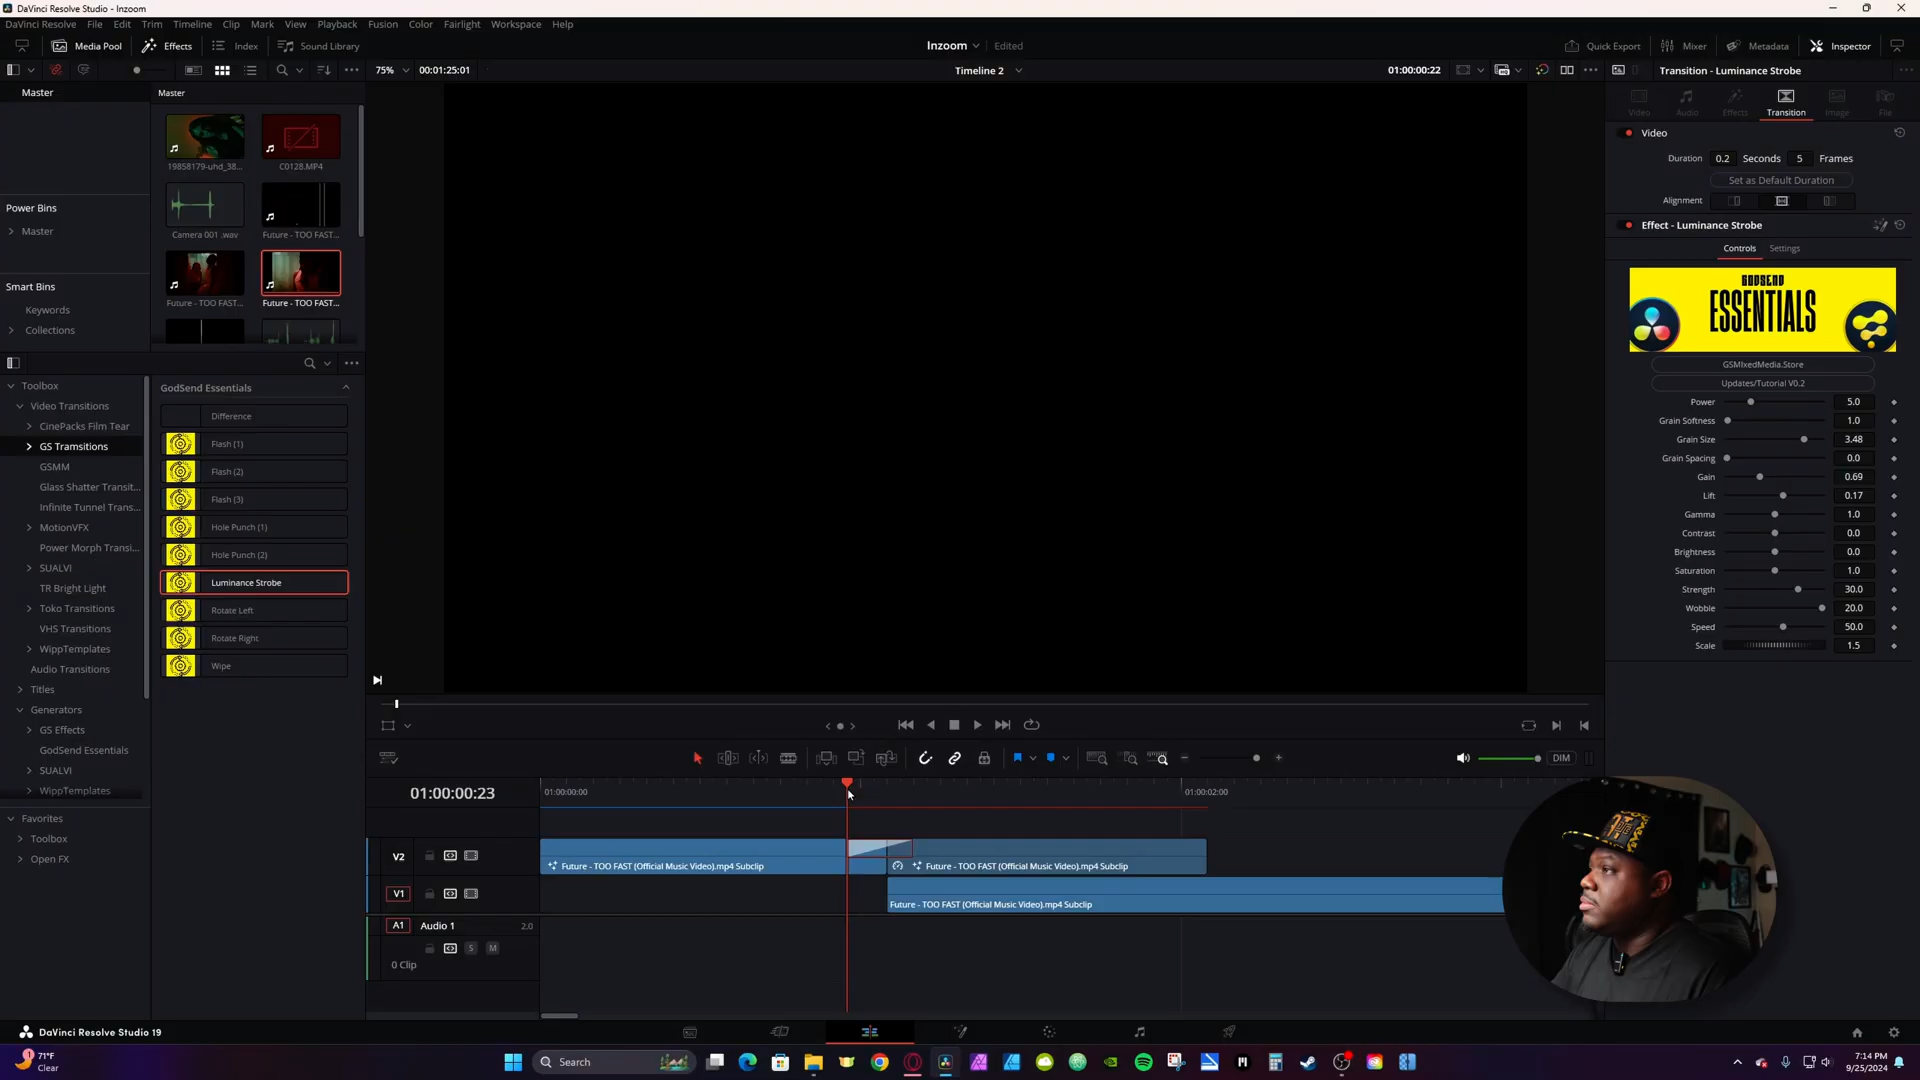 DaVinci Resolve Studio - Inzoom
DaVinci Resolve File Edit Trim Timeline Clip Mark View Playback Fusion Color Fairlight Workspace Help
Media Pool Effects Index Sound Library Inzoom Edited Quick Export Mixer Metadata Inspector
75% 00:01:25:01 Timeline 2 01:00:00:22 Transition - Luminance Strobe
Master Master
Video Audio Effects Transition Image File
Video
19858179-uhd_38... C0128.MP4
Duration 0.2 Seconds 5 Frames
Set as Default Duration
Alignment
Power Bins
Master
Camera 001 .wav Future - TOO FAST...
Effect - Luminance Strobe
Controls Settings
GODSEND
ESSENTIALS
Smart Bins
Keywords
Collections
Future - TOO FAST... Future - TOO FAST...
GSMIxedMedia.Store
Updates/Tutorial V0.2
Power 5.0
Grain Softness 1.0
Grain Size 3.48
Grain Spacing 0.0
Gain 0.69
Lift 0.17
Gamma 1.0
Contrast 0.0
Brightness 0.0
Saturation 1.0
Strength 30.0
Wobble 20.0
Speed 50.0
Scale 1.5
Toolbox
Video Transitions
CinePacks Film Tear
GS Tramsitions
GSMM
Glass Shatter Transit...
Infinite Tunnel Trans...
MotionVFX
Power Morph Transi...
SUALVI
TR Bright Light
Toko Transitions
VHS Transitions
WippTemplates
Audio Transitions
Titles
Generators
GS Effects
GodSend Essentials
SUALVI
WippTemplates
Favorites
Toolbox
Open FX
GodSend Essentials
Difference
Flash (1)
Flash (2)
Flash (3)
Hole Punch (1)
Hole Punch (2)
Luminance Strobe
Rotate Left
Rotate Right
Wipe
DIM
01:00:00:23 01:00:00:00 01:00:02:00
V2 Future - TOO FAST (Official Music Video).mp4 Subclip Future - TOO FAST (Official Music Video).mp4 Subclip
V1 Future - TOO FAST (Official Music Video).mp4 Subclip
A1 Audio 1 2.0
S M
0 Clip
DaVinci Resolve Studio 19
1 71°F
Clear
Search
7:14 PM
9/25/2024